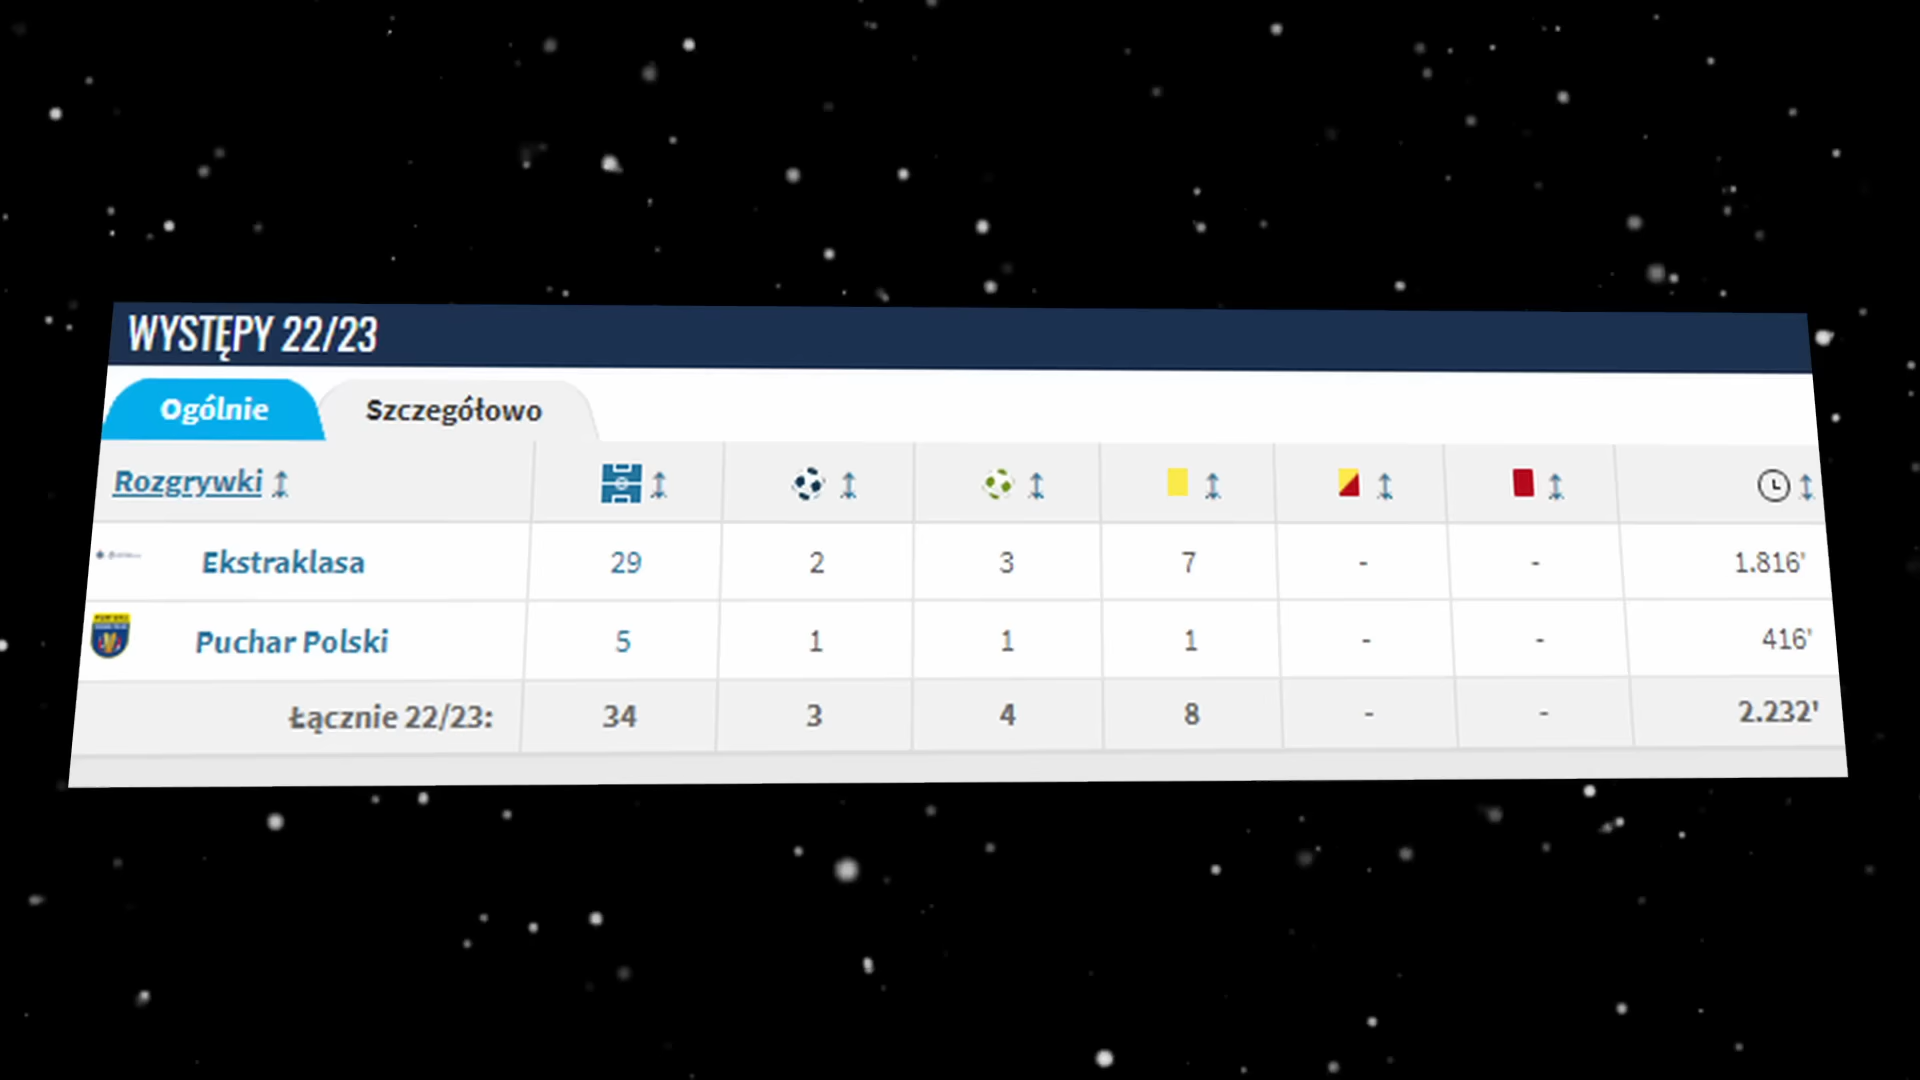 WYSTĘPY 22/23
Ogólnie Szczegółowo
Rozgrywki
Ekstraklasa 29 2 3 7 - - 1.816'
Puchar Polski 5 1 1 1 - - 416'
Łącznie 22/23: 34 3 4 8 - - 2.232'